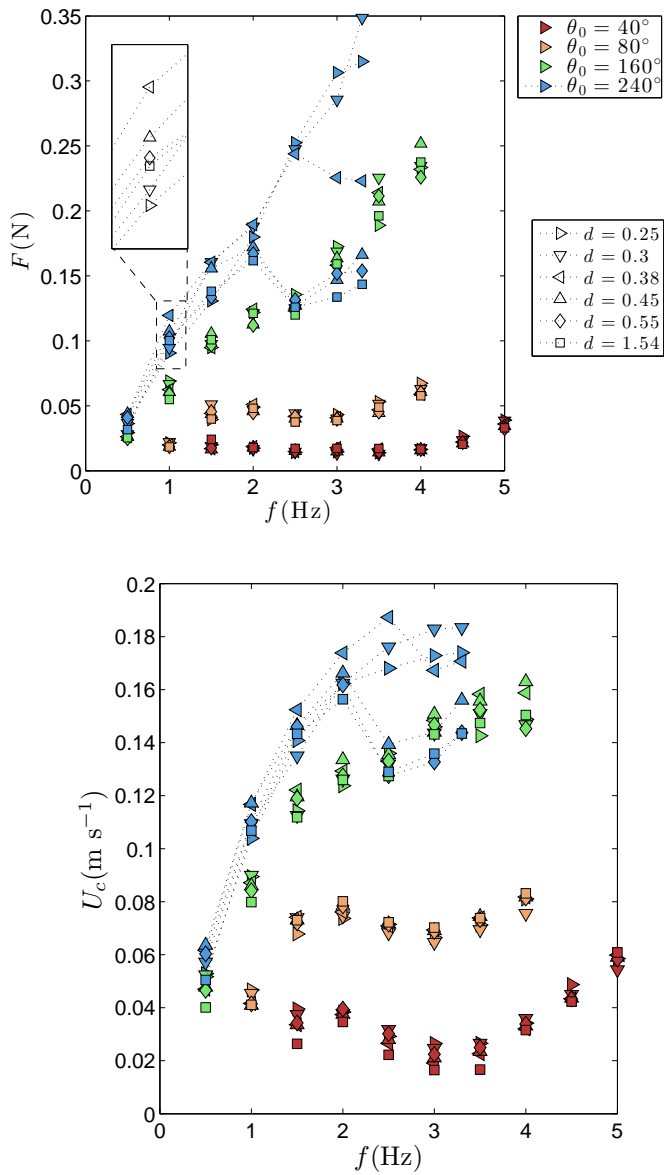 0.35
0.3
0.25
0.2
0.15
0.1
0.05
0
F(N)
0 1 2 3 4 5
f(Hz)
θ₀ = 40°
θ₀ = 80°
θ₀ = 160°
θ₀ = 240°
d = 0.25
d = 0.3
d = 0.38
d = 0.45
d = 0.55
d = 1.54
0.2
0.18
0.16
0.14
0.12
0.1
0.08
0.06
0.04
0.02
0
U_c(m s⁻¹)
0 1 2 3 4 5
f(Hz)